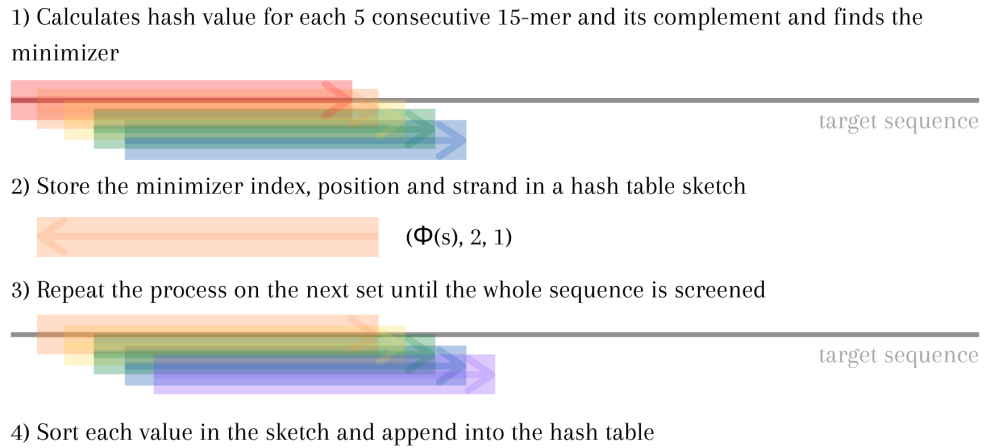 1) Calculates hash value for each 5 consecutive 15-mer and its complement and finds the
minimizer
target sequence
2) Store the minimizer index, position and strand in a hash table sketch
(Φ(s), 2, 1)
3) Repeat the process on the next set until the whole sequence is screened
target sequence
4) Sort each value in the sketch and append into the hash table